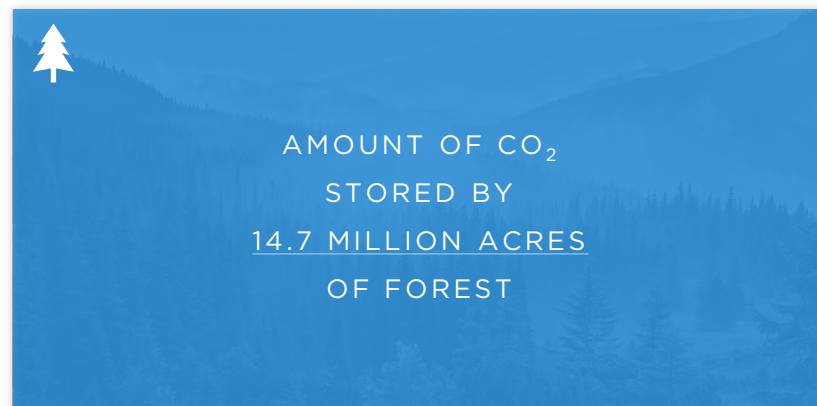 AMOUNT OF CO₂
STORED BY
14.7 MILLION ACRES
OF FOREST